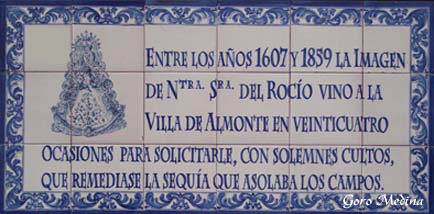 ENTRE LOS AÑOS 1607 Y 1859 LA IMAGEN
DE NTRA. SRA. DEL ROCÍO VINO A LA
VILLA DE ALMONTE EN VEINTICUATRO
OCASIONES PARA SOLICITARLE, CON SOLEMNES CULTOS,
QUE REMEDIASE LA SEQUÍA QUE ASOLABA LOS CAMPOS.
Goro Medina